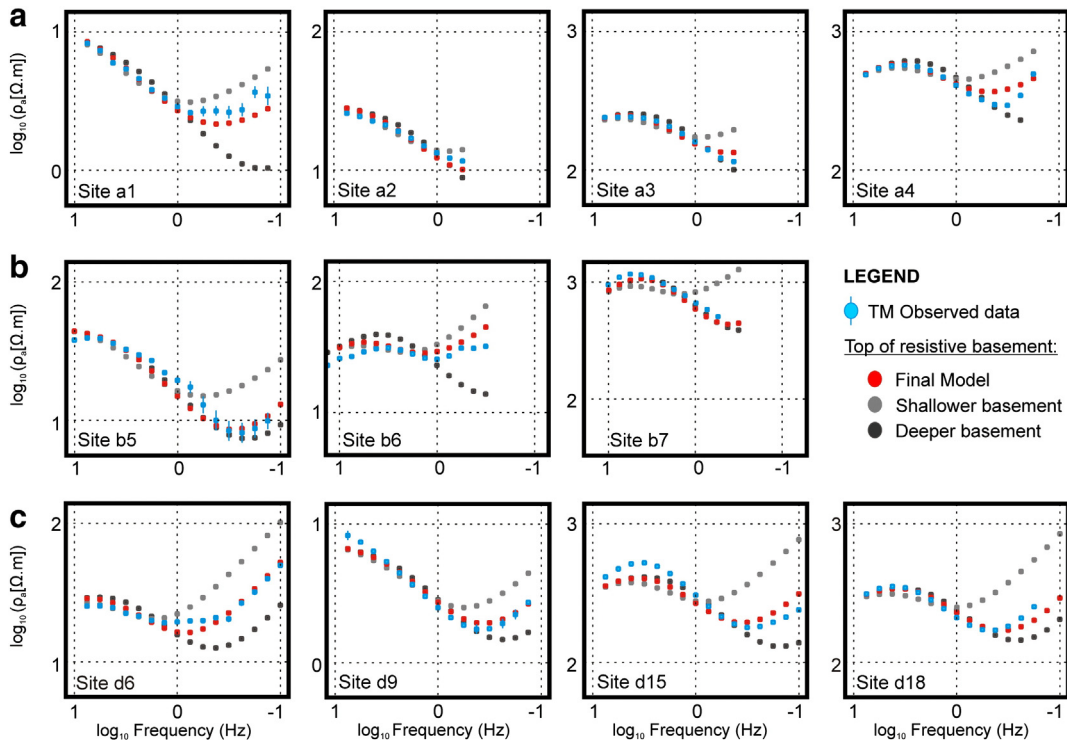 a
log₁₀ (ρₐ[Ω.m])
1
0
Site a1
1
0
-1
2
1
Site a2
1
0
-1
3
2
Site a3
1
0
-1
3
2
Site a4
1
0
-1
b
log₁₀ (ρₐ[Ω.m])
2
1
Site b5
1
0
-1
2
1
Site b6
1
0
-1
3
2
Site b7
1
0
-1
LEGEND
TM Observed data
Top of resistive basement:
Final Model
Shallower basement
Deeper basement
c
log₁₀ (ρₐ[Ω.m])
2
1
Site d6
1
0
-1
log₁₀ Frequency (Hz)
1
0
Site d9
1
0
-1
log₁₀ Frequency (Hz)
3
2
Site d15
1
0
-1
log₁₀ Frequency (Hz)
3
2
Site d18
1
0
-1
log₁₀ Frequency (Hz)